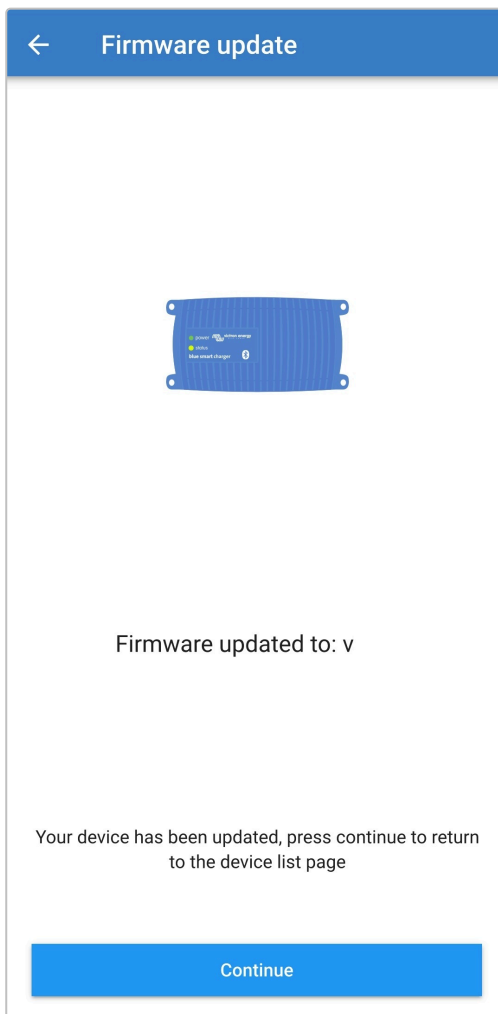 Firmware update
power victron energy
status
blue smart charger
Firmware updated to: v
Your device has been updated, press continue to return
to the device list page
Continue